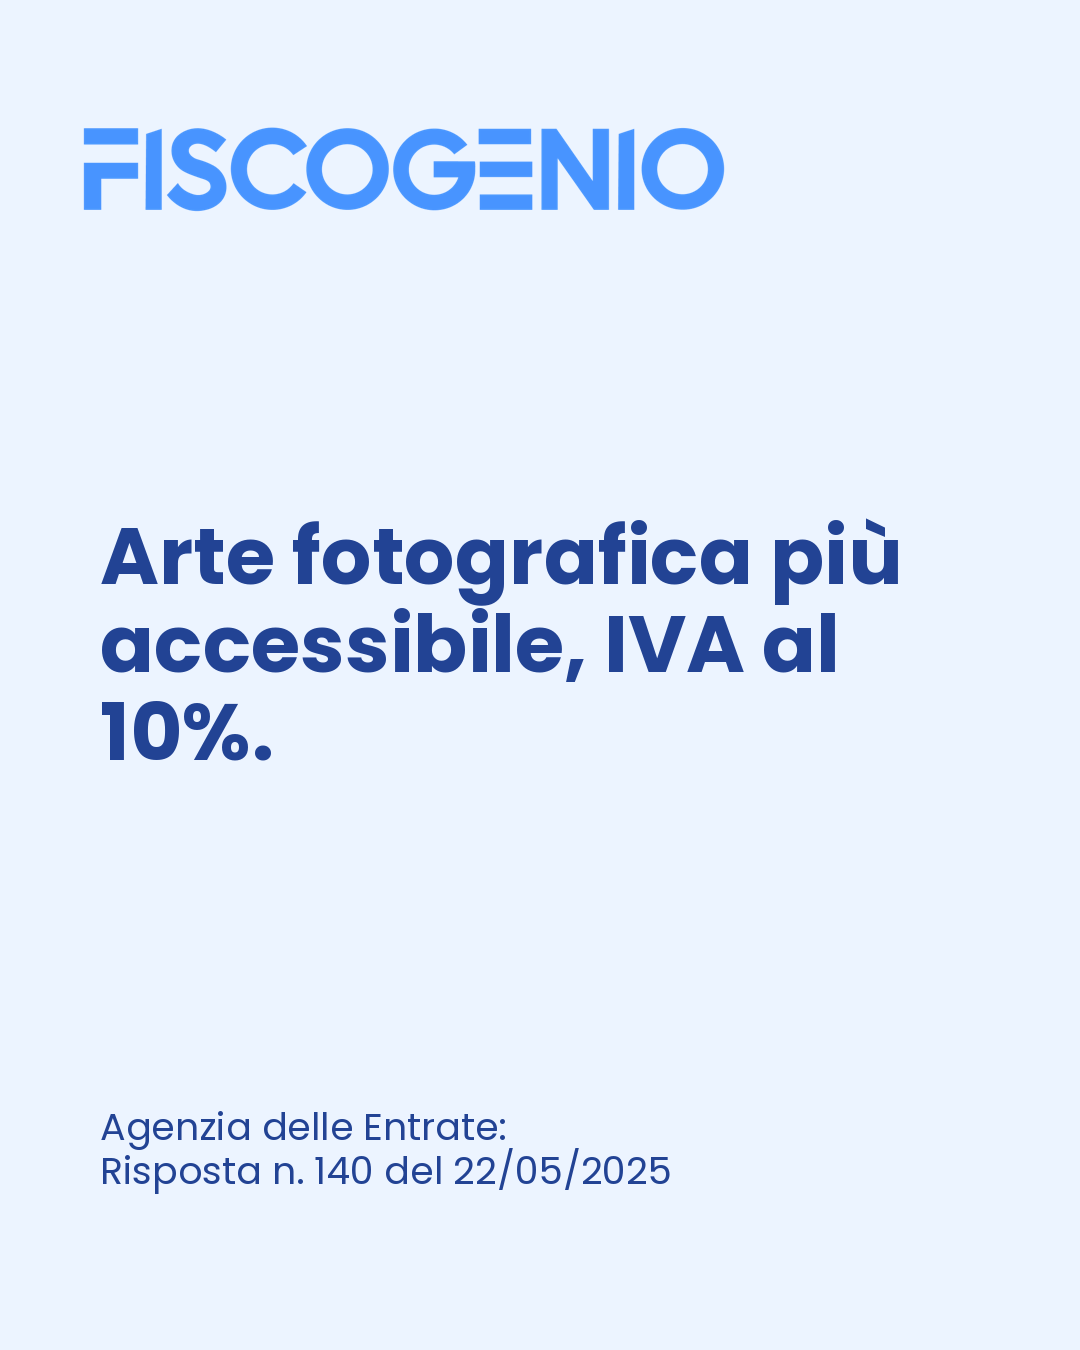 FISCOGENIO
Arte fotografica più
accessibile, IVA al
10%.
Agenzia delle Entrate:
Risposta n. 140 del 22/05/2025